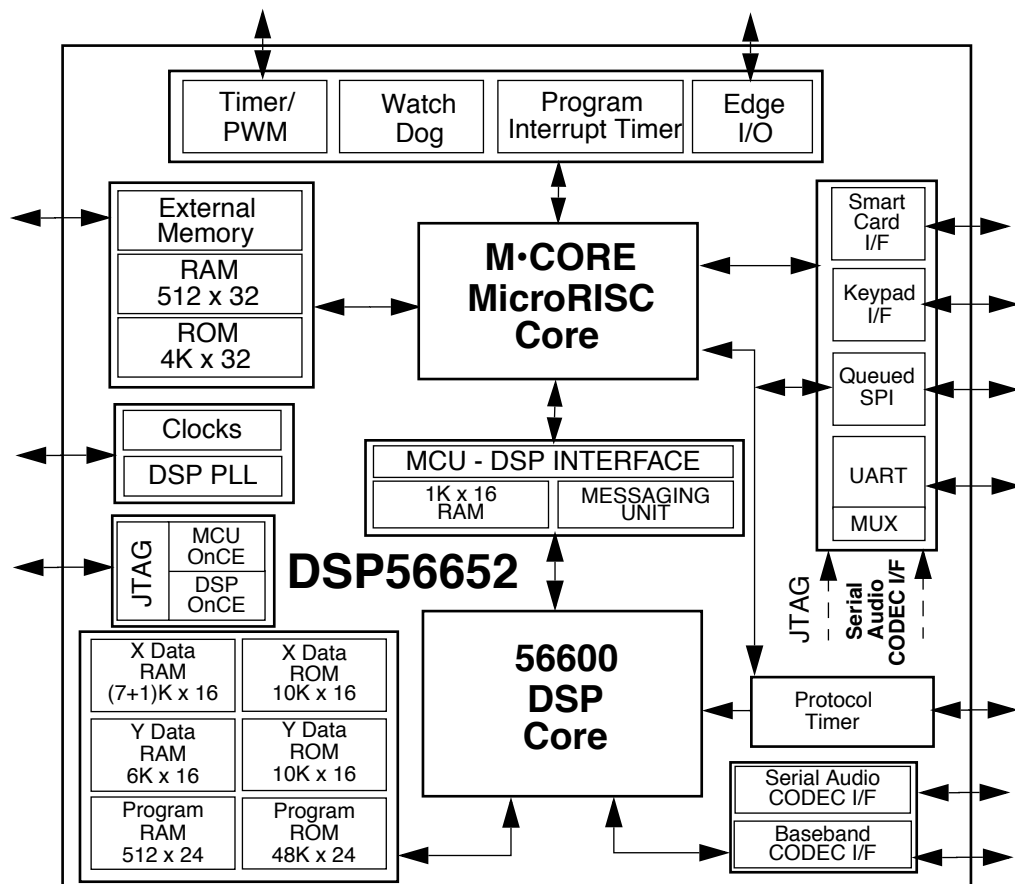 Timer/
PWM
Watch
Dog
Program
Interrupt Timer
Edge
I/O
External
Memory
RAM
512 x 32
ROM
4K x 32
M•CORE
MicroRISC
Core
Smart
Card
I/F
Keypad
I/F
Queued
SPI
UART
MUX
Clocks
DSP PLL
MCU - DSP INTERFACE
1K x 16
RAM
MESSAGING
UNIT
JTAG
MCU
OnCE
DSP
OnCE
DSP56652
JTAG
Serial
Audio
CODEC I/F
X Data
RAM
(7+1)K x 16
X Data
ROM
10K x 16
Y Data
RAM
6K x 16
Y Data
ROM
10K x 16
Program
RAM
512 x 24
Program
ROM
48K x 24
56600
DSP
Core
Protocol
Timer
Serial Audio
CODEC I/F
Baseband
CODEC I/F